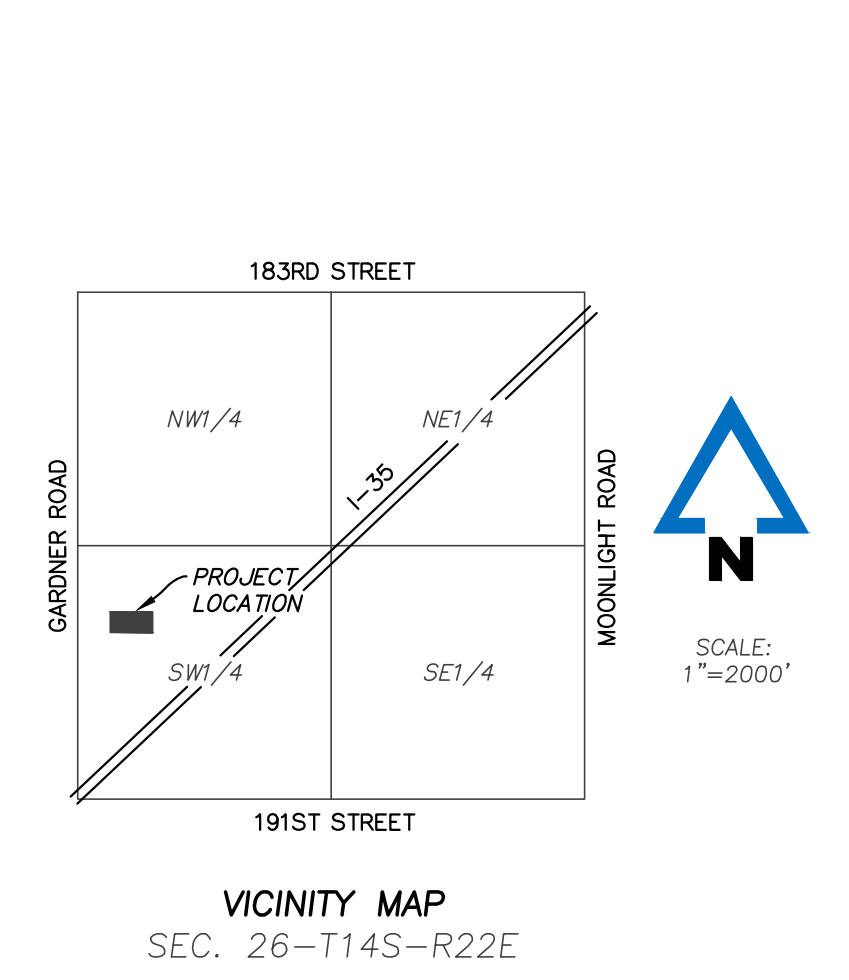 183RD STREET
NW1/4
NE1/4
I-35
GARDNER ROAD
MOONLIGHT ROAD
N
PROJECT
LOCATION
SCALE:
1"=2000'
SW1/4
SE1/4
191ST STREET
VICINITY MAP
SEC. 26-T14S-R22E